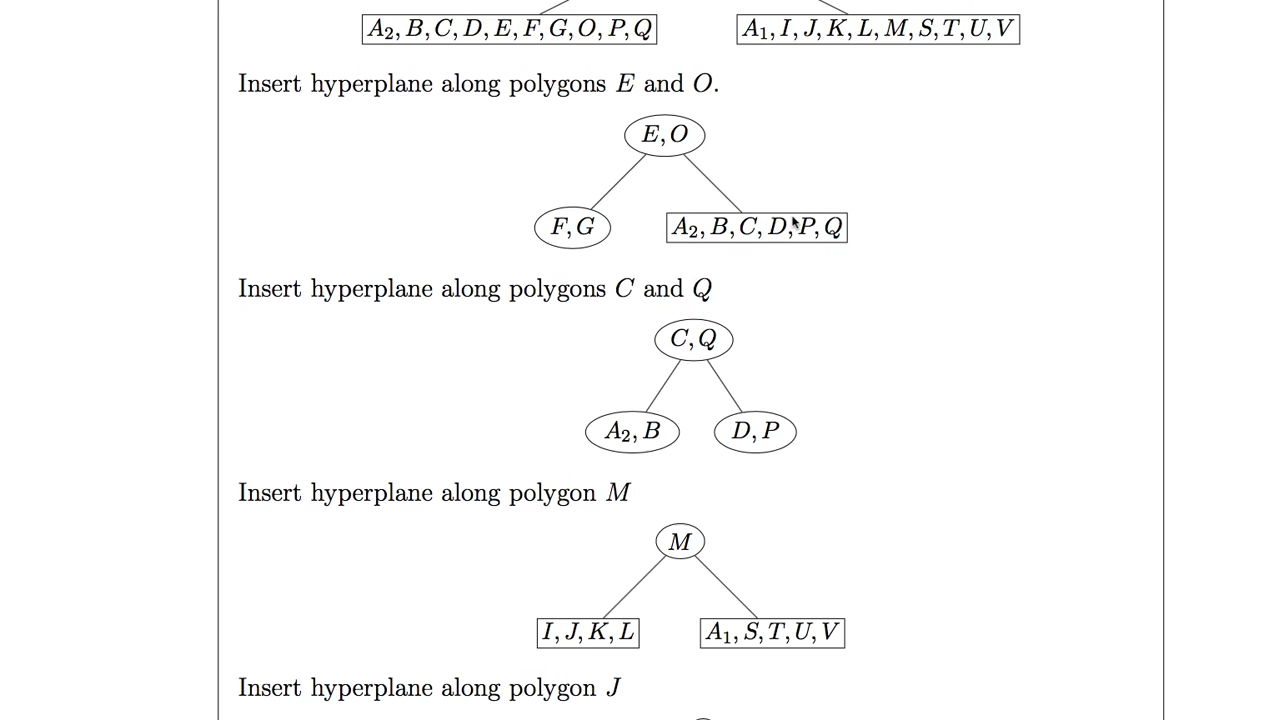 A₂, B, C, D, E, F, G, O, P, Q
A₁, I, J, K, L, M, S, T, U, V
Insert hyperplane along polygons E and O.
E, O
F, G
A₂, B, C, D, P, Q
Insert hyperplane along polygons C and Q
C, Q
A₂, B
D, P
Insert hyperplane along polygon M
M
I, J, K, L
A₁, S, T, U, V
Insert hyperplane along polygon J